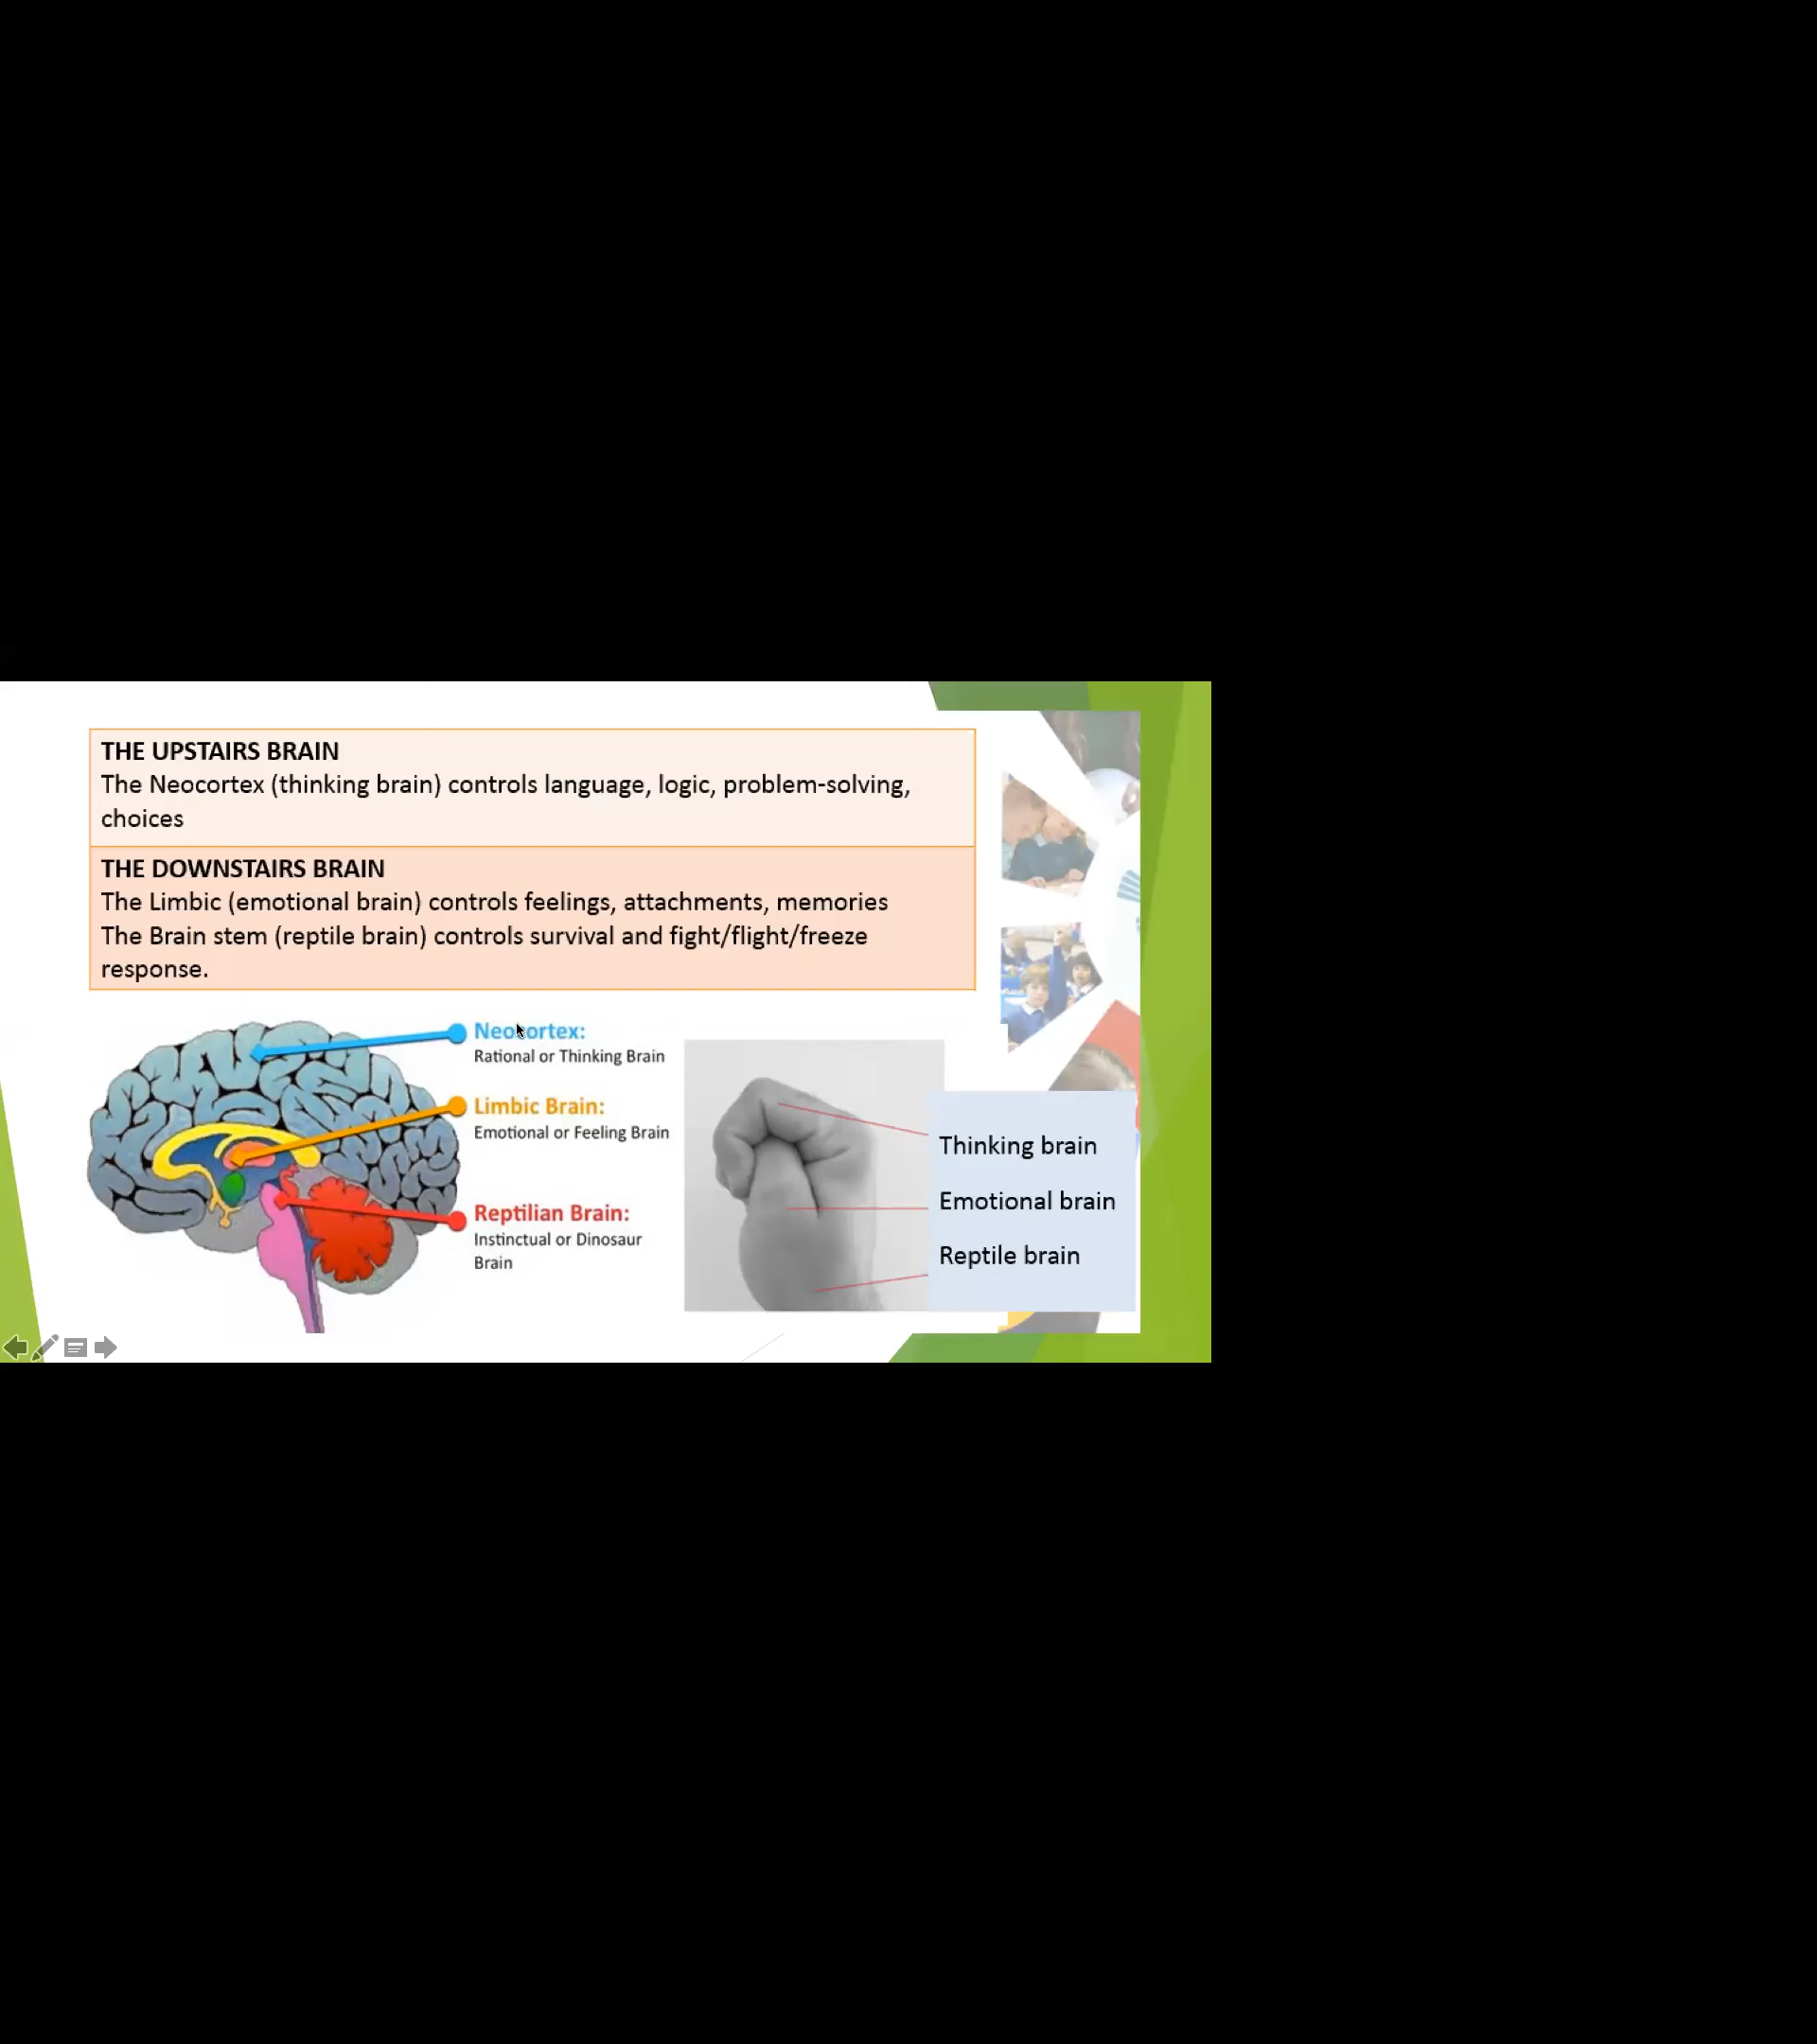 THE UPSTAIRS BRAIN
The Neocortex (thinking brain) controls language, logic, problem-solving,
choices
THE DOWNSTAIRS BRAIN
The Limbic (emotional brain) controls feelings, attachments, memories
The Brain stem (reptile brain) controls survival and fight/flight/freeze
response.
Neocortex:
Rational or Thinking Brain
Limbic Brain:
Emotional or Feeling Brain
Reptilian Brain:
Instinctual or Dinosaur
Brain
Thinking brain
Emotional brain
Reptile brain